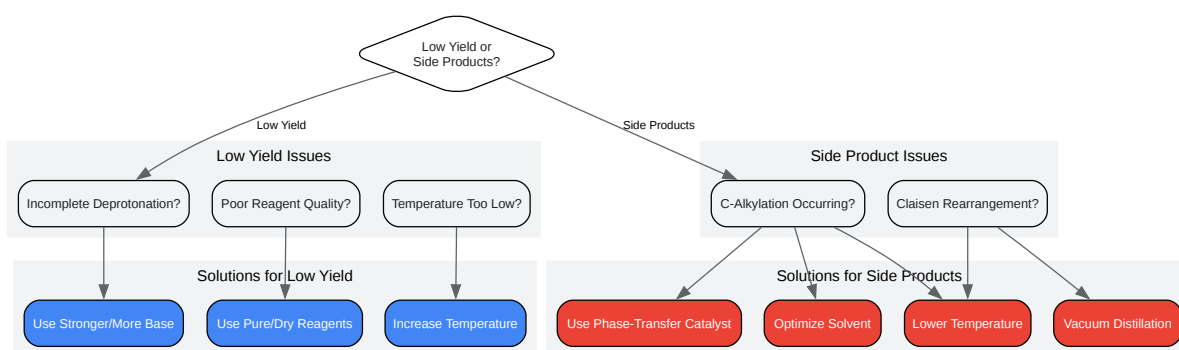 Low Yield or
Side Products?
Low Yield
Side Products
Low Yield Issues
Side Product Issues
Incomplete Deprotonation?
Poor Reagent Quality?
Temperature Too Low?
C-Alkylation Occurring?
Claisen Rearrangement?
Solutions for Low Yield
Solutions for Side Products
Use Stronger/More Base
Use Pure/Dry Reagents
Increase Temperature
Use Phase-Transfer Catalyst
Optimize Solvent
Lower Temperature
Vacuum Distillation